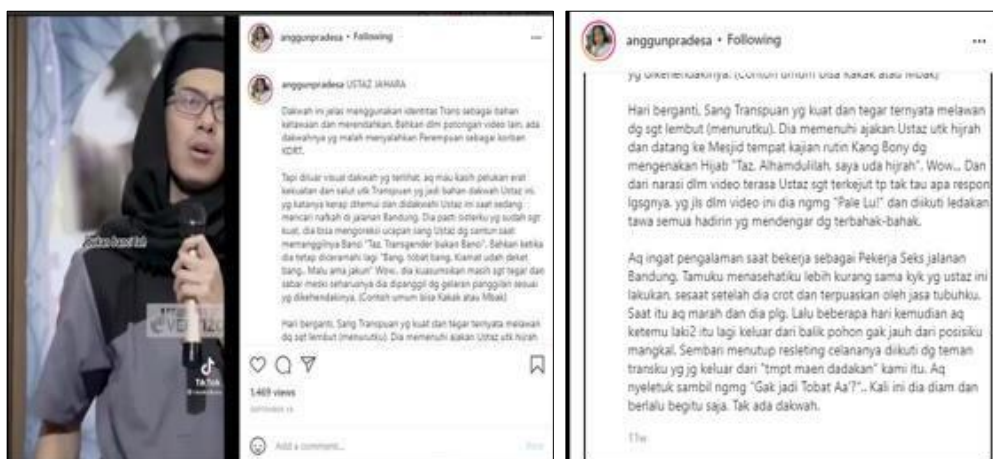 anggunpradesa • Following
anggunpradesa USTAZ JAHARA
Dakwah ini jelas menggunakan identitas Trans sebagai bahan
ketawaan dan merendahkan. Bahkan dlm potongan video lain, ada
dakwahnya yg malah menyalahkan Perempuan sebagai korban
KDRT.
Tapi diluar visual dakwah yg terlihat, aq mau kasih pelukan erat
kekuatan dan salut utk Transpuan yg jadi bahan dakwah Ustaz ini,
yg katanya kerap ditemui dan didakwahi Ustaz ini saat sedang
mencari nafkah di jalanan Bandung. Dia pasti sisterku yg sudah sgt
kuat, dia bisa mengoreksi ucapan sang Ustaz dg santun saat
memanggilnya Banci "Taz, Transgender bukan Banci". Bahkan ketika
dia tetap diceramahi lagi "Bang, tobat bang. Kiamat udah deket
bang.. Malu ama jakun" Wow.. dia kuasumsikan masih sgt tegar dan
sabar meski seharusnya dia dipanggil dg gelaran panggilan sesuai
yg dikehendakinya. (Contoh umum bisa Kakak atau Mbak)
Hari berganti, Sang Transpuan yg kuat dan tegar ternyata melawan
dg sgt lembut (menurutku). Dia memenuhi ajakan Ustaz utk hijrah
bukan banci lah
TikTok
1.469 views
SEPTEMBER
Add a comment...
Post
anggunpradesa • Following
yg dikehendakinya. (Contoh umum bisa Kakak atau Mbak)
Hari berganti, Sang Transpuan yg kuat dan tegar ternyata melawan
dg sgt lembut (menurutku). Dia memenuhi ajakan Ustaz utk hijrah
dan datang ke Mesjid tempat kajian rutin Kang Bony dg
mengenakan Hijab "Taz. Alhamdulilah, saya uda hijrah". Wow... Dan
dari narasi dlm video terasa Ustaz sgt terkejut tp tak tau apa respon
lgsgnya. yg jls dlm video ini dia ngmg "Pale Lu!" dan diikuti ledakan
tawa semua hadirin yg mendengar dg terbahak-bahak.
Aq ingat pengalaman saat bekerja sebagai Pekerja Seks jalanan
Bandung. Tamuku menasehatiku lebih kurang sama kyk yg ustaz ini
lakukan. sesaat setelah dia crot dan terpuaskan oleh jasa tubuhku.
Saat itu aq marah dan dia plg. Lalu beberapa hari kemudian aq
ketemu laki2 itu lagi keluar dari balik pohon gak jauh dari posisiku
mangkal. Sembari menutup resleting celananya diikuti dg teman
transku yg jg keluar dari "tmpt maen dadakan" kami itu. Aq
nyeletuk sambil ngmg "Gak jadi Tobat Aa'?".. Kali ini dia diam dan
berlalu begitu saja. Tak ada dakwah.
11w